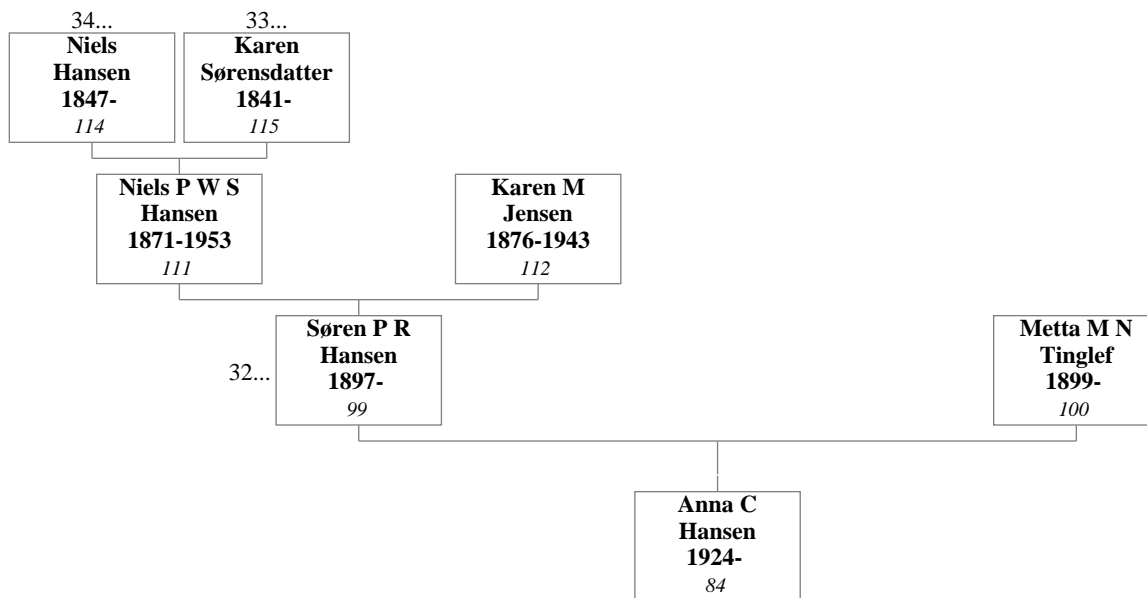 34...
Niels
Hansen
1847-
114
33...
Karen
Sørensdatter
1841-
115
Niels P W S
Hansen
1871-1953
111
Karen M
Jensen
1876-1943
112
32...
Søren P R
Hansen
1897-
99
Metta M N
Tinglef
1899-
100
Anna C
Hansen
1924-
84